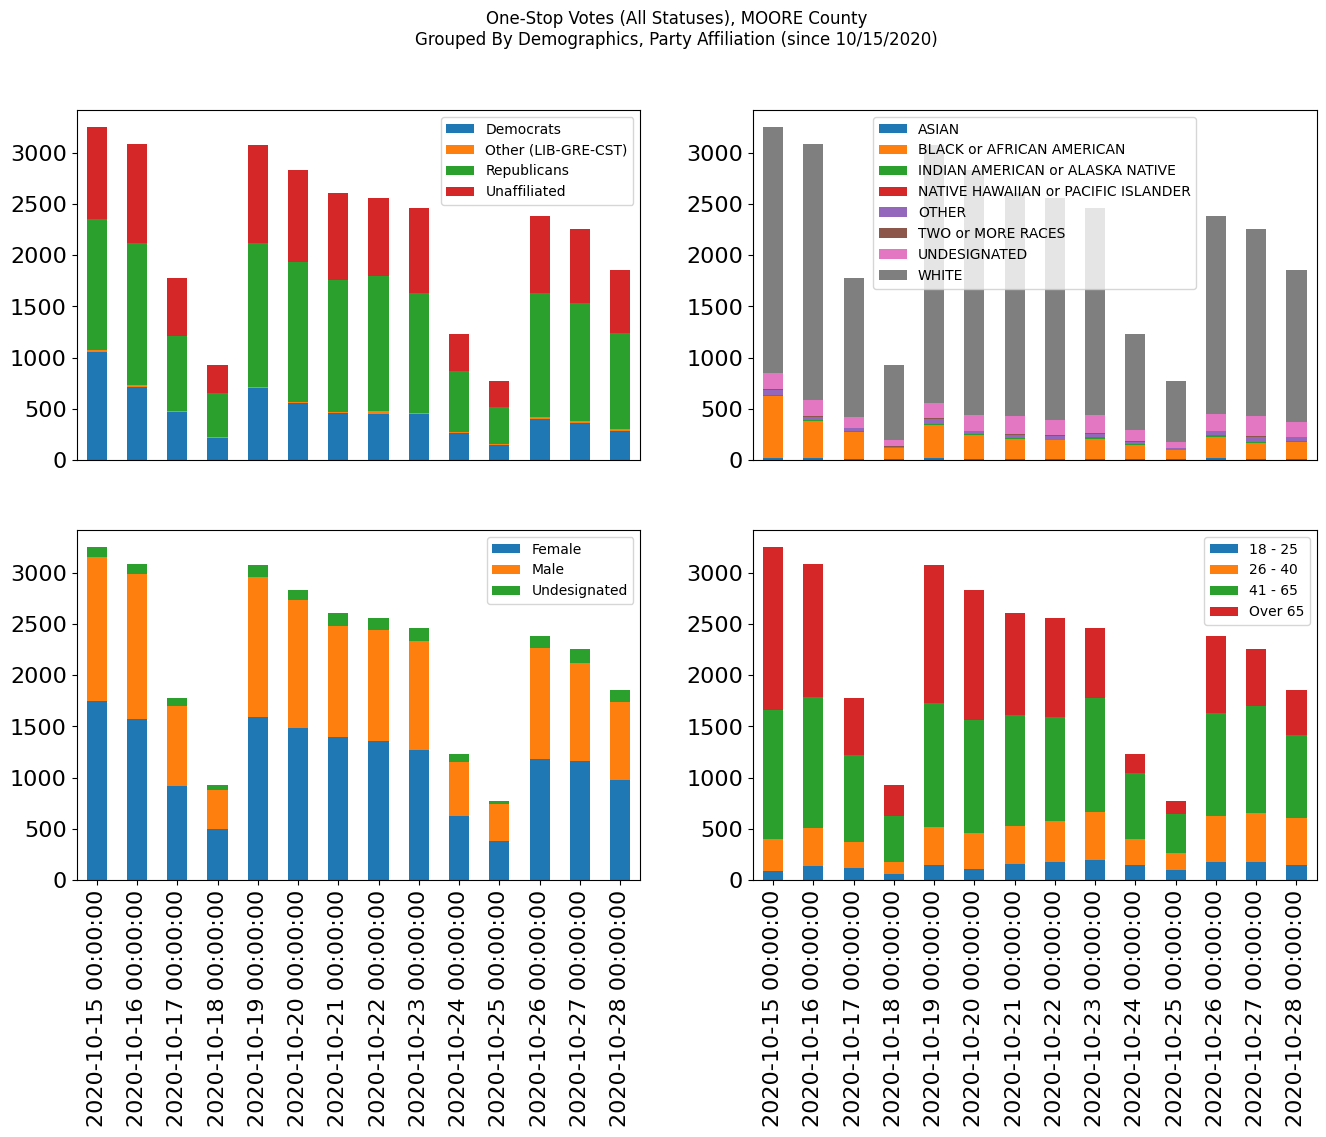 One-Stop Votes (All Statuses), MOORE County
Grouped By Demographics, Party Affiliation (since 10/15/2020)
3000
2500
2000
1500
1000
500
0
Democrats
Other (LIB-GRE-CST)
Republicans
Unaffiliated
3000
2500
2000
1500
1000
500
0
ASIAN
BLACK or AFRICAN AMERICAN
INDIAN AMERICAN or ALASKA NATIVE
NATIVE HAWAIIAN or PACIFIC ISLANDER
OTHER
TWO or MORE RACES
UNDESIGNATED
WHITE
3000
2500
2000
1500
1000
500
0
Female
Male
Undesignated
2020-10-15 00:00:00
2020-10-16 00:00:00
2020-10-17 00:00:00
2020-10-18 00:00:00
2020-10-19 00:00:00
2020-10-20 00:00:00
2020-10-21 00:00:00
2020-10-22 00:00:00
2020-10-23 00:00:00
2020-10-24 00:00:00
2020-10-25 00:00:00
2020-10-26 00:00:00
2020-10-27 00:00:00
2020-10-28 00:00:00
3000
2500
2000
1500
1000
500
0
18 - 25
26 - 40
41 - 65
Over 65
2020-10-15 00:00:00
2020-10-16 00:00:00
2020-10-17 00:00:00
2020-10-18 00:00:00
2020-10-19 00:00:00
2020-10-20 00:00:00
2020-10-21 00:00:00
2020-10-22 00:00:00
2020-10-23 00:00:00
2020-10-24 00:00:00
2020-10-25 00:00:00
2020-10-26 00:00:00
2020-10-27 00:00:00
2020-10-28 00:00:00